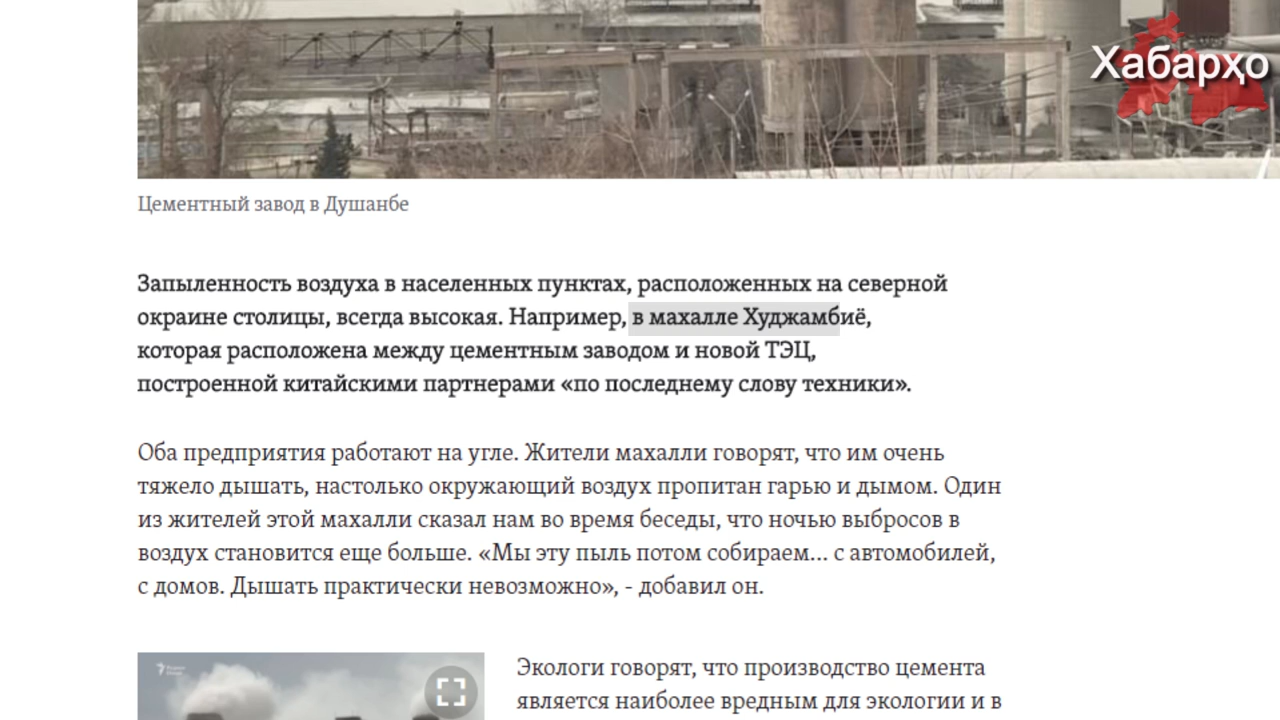 Хабарҳо
Цементный завод в Душанбе
Запыленность воздуха в населенных пунктах, расположенных на северной
окраине столицы, всегда высокая. Например, в махалле Худжамбиё,
которая расположена между цементным заводом и новой ТЭЦ,
построенной китайскими партнерами «по последнему слову техники».
Оба предприятия работают на угле. Жители махалли говорят, что им очень
тяжело дышать, настолько окружающий воздух пропитан гарью и дымом. Один
из жителей этой махалли сказал нам во время беседы, что ночью выбросов в
воздух становится еще больше. «Мы эту пыль потом собираем... с автомобилей,
с домов. Дышать практически невозможно», - добавил он.
Экологи говорят, что производство цемента
является наиболее вредным для экологии и в